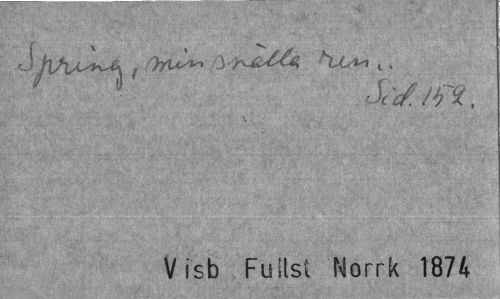 Spring, min snälla ren..
Sid. 152.
Visb Fullst Norrk 1874